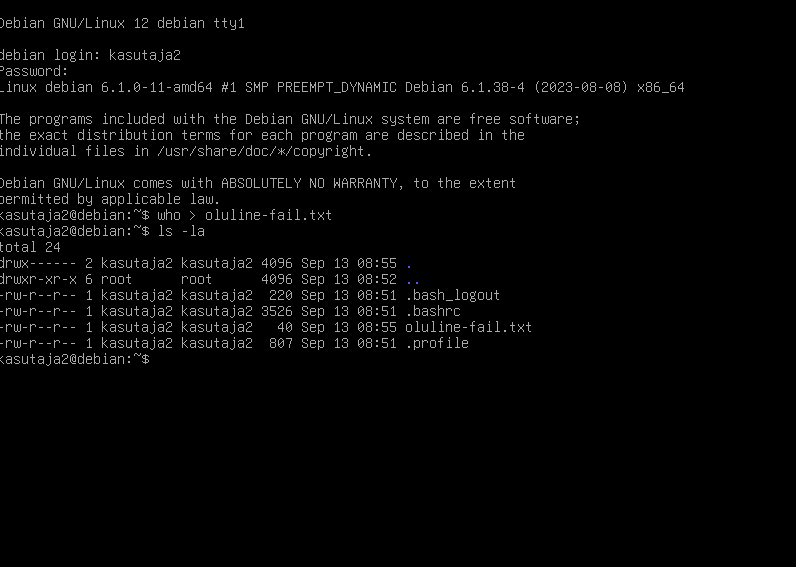 Debian GNU/Linux 12 debian tty1
debian login: kasutaja2
Password:
Linux debian 6.1.0-11-amd64 #1 SMP PREEMPT_DYNAMIC Debian 6.1.38-4 (2023-08-08) x86_64
The programs included with the Debian GNU/Linux system are free software;
the exact distribution terms for each program are described in the
individual files in /usr/share/doc/*/copyright.
Debian GNU/Linux comes with ABSOLUTELY NO WARRANTY, to the extent
permitted by applicable law.
kasutaja2@debian:~$ who > oluline-fail.txt
kasutaja2@debian:~$ ls -la
total 24
drwx------ 2 kasutaja2 kasutaja2 4096 Sep 13 08:55 .
drwxr-xr-x 6 root      root      4096 Sep 13 08:52 ..
-rw-r--r-- 1 kasutaja2 kasutaja2  220 Sep 13 08:51 .bash_logout
-rw-r--r-- 1 kasutaja2 kasutaja2 3526 Sep 13 08:51 .bashrc
-rw-r--r-- 1 kasutaja2 kasutaja2   40 Sep 13 08:55 oluline-fail.txt
-rw-r--r-- 1 kasutaja2 kasutaja2  807 Sep 13 08:51 .profile
kasutaja2@debian:~$